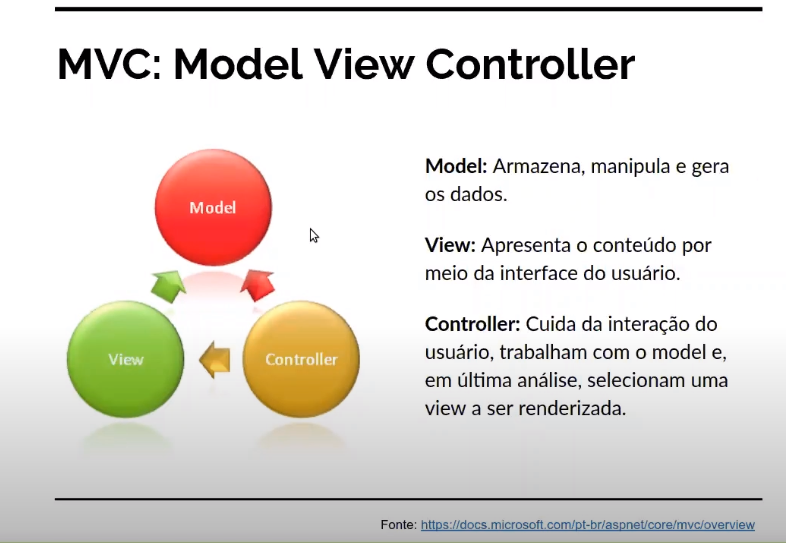 MVC: Model View Controller
Model
View
Controller
Model: Armazena, manipula e gera
os dados.
View: Apresenta o conteúdo por
meio da interface do usuário.
Controller: Cuida da interação do
usuário, trabalham com o model e,
em última análise, selecionam uma
view a ser renderizada.
Fonte: https://docs.microsoft.com/pt-br/aspnet/core/mvc/overview